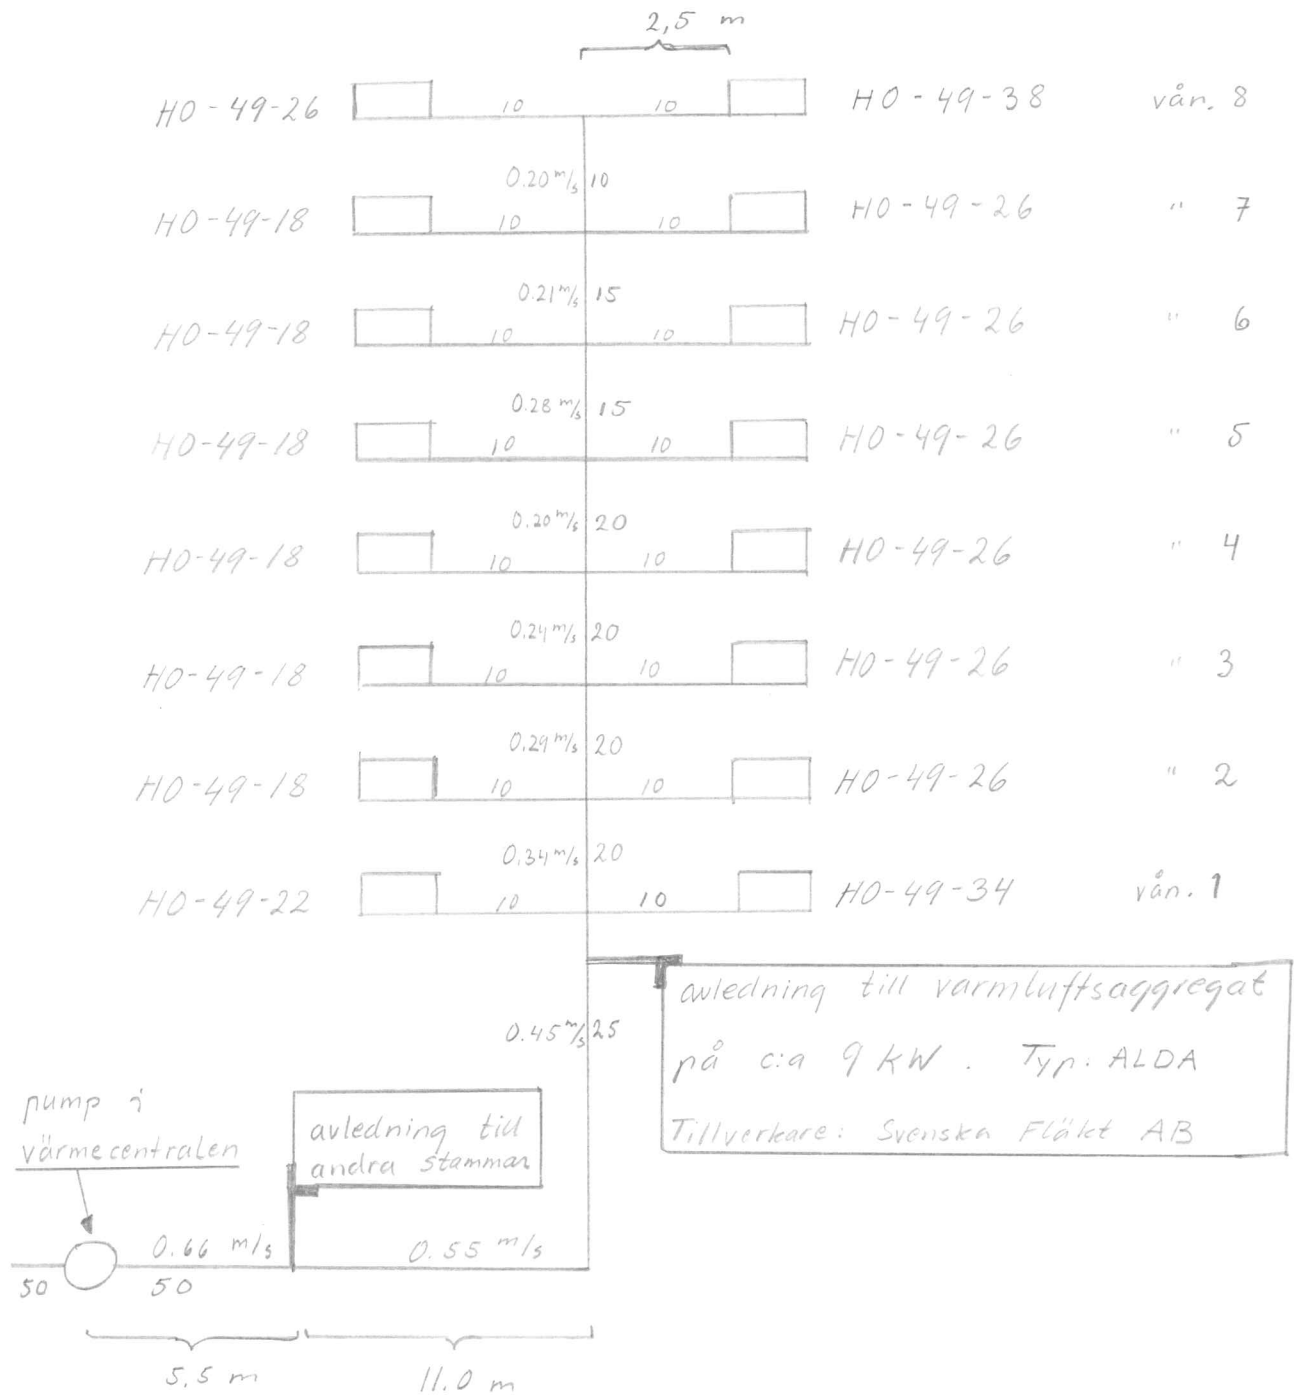 2,5 m
HO-49-26 10 10 HO-49-38 vån. 8
0.20 m/s 10
HO-49-18 10 10 HO-49-26 " 7
0.21 m/s 15
HO-49-18 10 10 HO-49-26 " 6
0.28 m/s 15
HO-49-18 10 10 HO-49-26 " 5
0.20 m/s 20
HO-49-18 10 10 HO-49-26 " 4
0.24 m/s 20
HO-49-18 10 10 HO-49-26 " 3
0.29 m/s 20
HO-49-18 10 10 HO-49-26 " 2
0.34 m/s 20
HO-49-22 10 10 HO-49-34 vån. 1
avledning till varmluftsaggregat
på c:a 9 kW. Typ: ALDA
Tillverkare: Svenska Fläkt AB
0.45 m/s 25
pump i
värmecentralen
avledning till
andra stammar
0.66 m/s 0.55 m/s
50 50
5,5 m 11.0 m